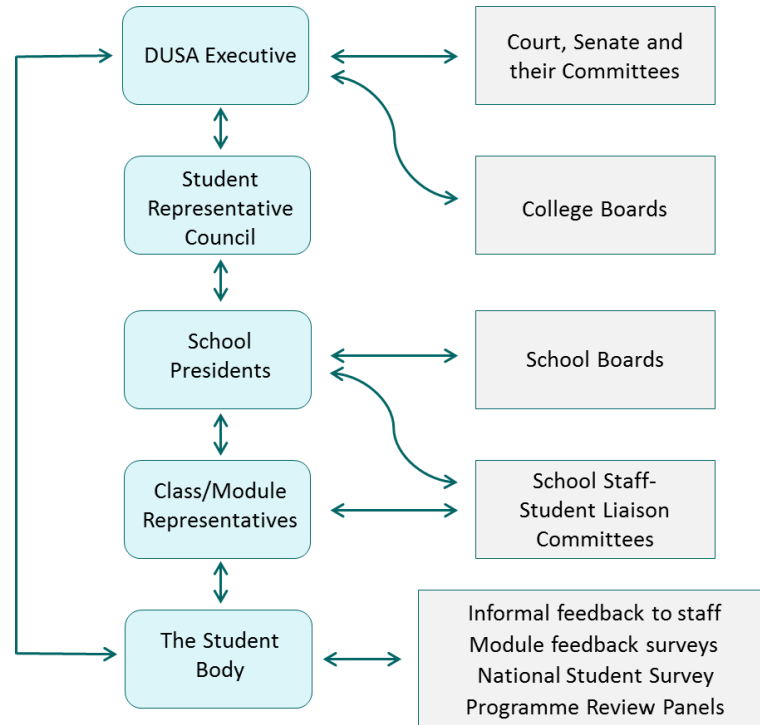 DUSA Executive
Court, Senate and
their Committees
Student
Representative
Council
College Boards
School
Presidents
School Boards
Class/Module
Representatives
School Staff-
Student Liaison
Committees
The Student
Body
Informal feedback to staff
Module feedback surveys
National Student Survey
Programme Review Panels